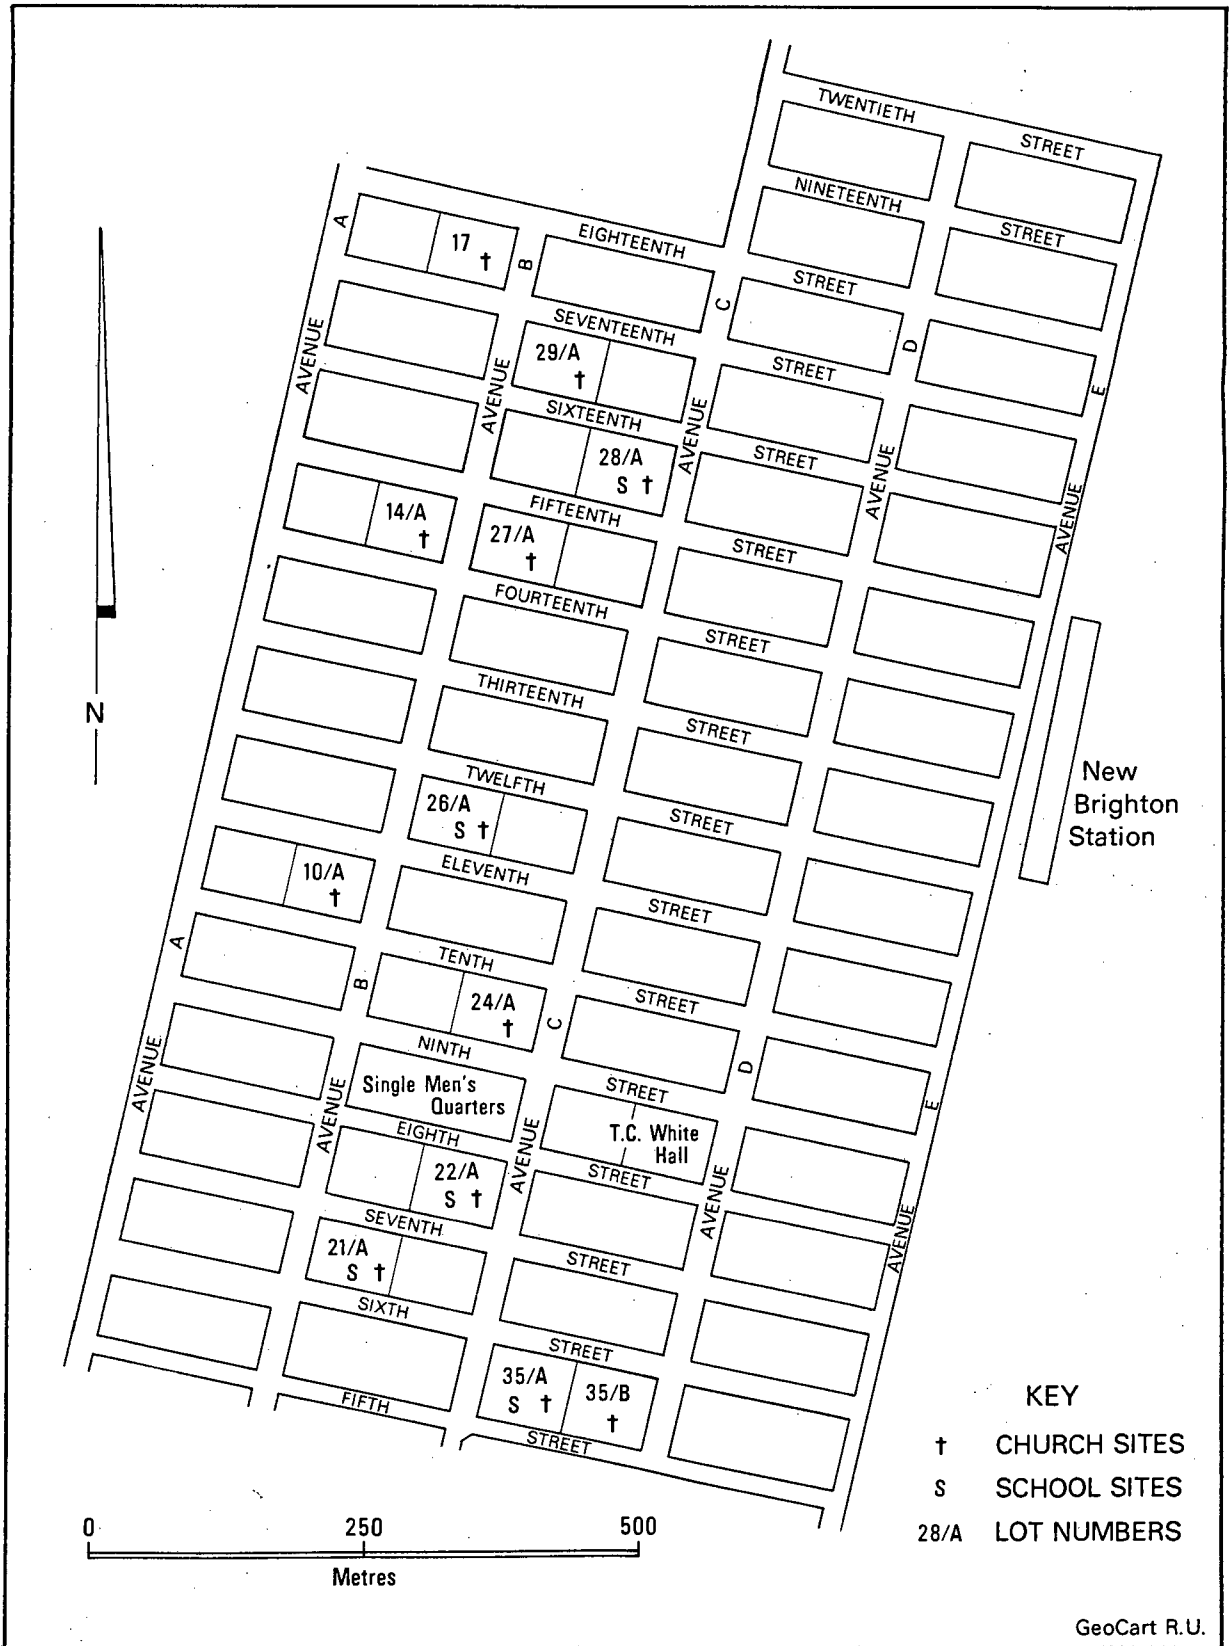 TWENTIETH STREET
NINETEENTH STREET
A
17 †
B
EIGHTEENTH STREET
C
D
E
AVENUE
SEVENTEENTH STREET
29/A
†
AVENUE
SIXTEENTH STREET
AVENUE
28/A
S †
AVENUE
AVENUE
14/A
†
FIFTEENTH STREET
27/A
†
FOURTEENTH STREET
THIRTEENTH STREET
New
Brighton
Station
N
TWELFTH STREET
26/A
S †
10/A
†
ELEVENTH STREET
A
B
TENTH STREET
24/A
†
C
D
E
NINTH STREET
AVENUE
AVENUE
Single Men's
Quarters
AVENUE
T.C. White
Hall
AVENUE
AVENUE
EIGHTH STREET
22/A
S †
SEVENTH STREET
21/A
S †
SIXTH STREET
35/A
S †
35/B
†
FIFTH STREET
KEY
† CHURCH SITES
S SCHOOL SITES
28/A LOT NUMBERS
0 250 500
Metres
GeoCart R.U.